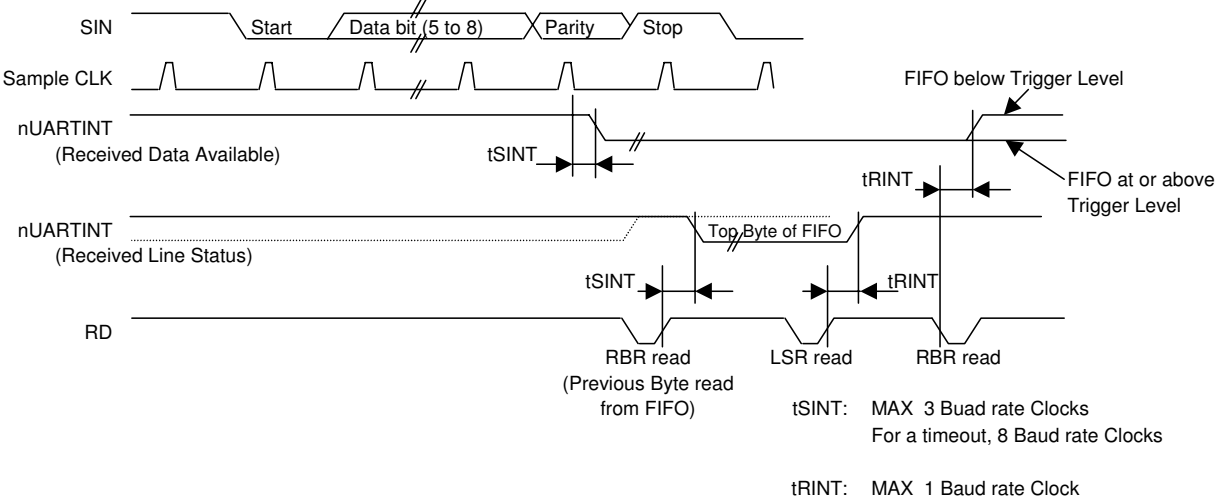 SIN
Start
Data bit (5 to 8)
Parity
Stop
Sample CLK
FIFO below Trigger Level
nUARTINT
(Received Data Available)
tSINT
tRINT
FIFO at or above
Trigger Level
nUARTINT
(Received Line Status)
Top Byte of FIFO
tSINT
tRINT
RD
RBR read
(Previous Byte read
from FIFO)
LSR read
RBR read
tSINT: MAX 3 Buad rate Clocks
For a timeout, 8 Baud rate Clocks
tRINT: MAX 1 Baud rate Clock